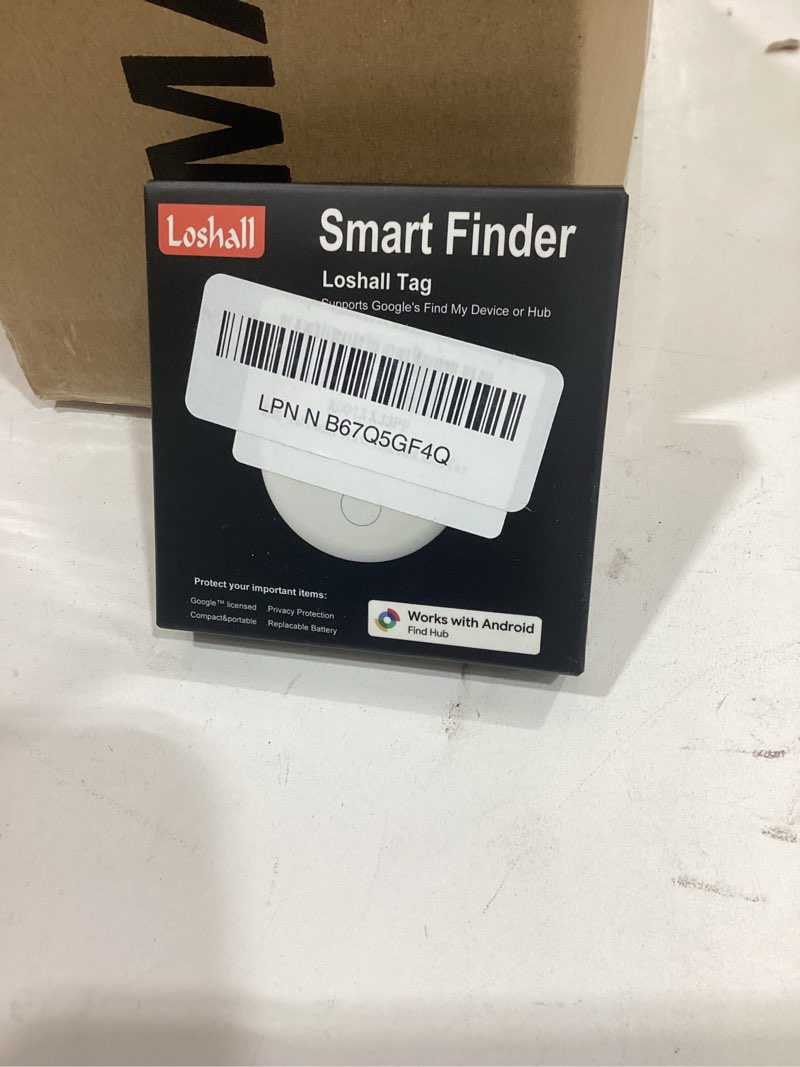 MA
Loshall
Smart Finder
Loshall Tag
Supports Google's Find My Device or Hub
LPN N B67Q5GF4Q
Protect your important items:
Google™ licensed Privacy Protection
Compact&portable Replacable Battery
Works with Android
Find Hub